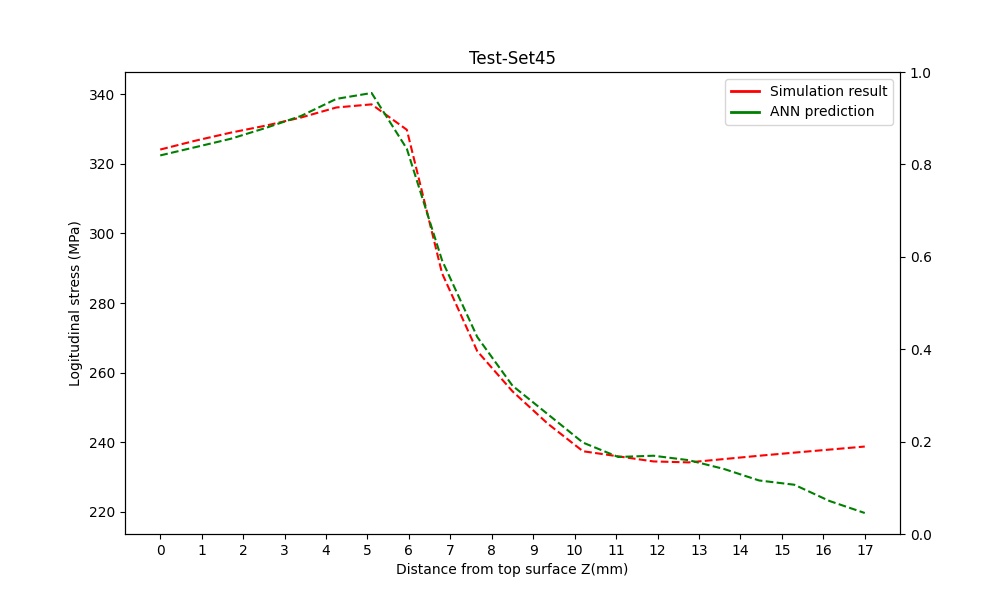 Test-Set45
Simulation result
ANN prediction
340
320
300
280
260
240
220
1.0
0.8
0.6
0.4
0.2
0.0
Logitudinal stress (MPa)
0 1 2 3 4 5 6 7 8 9 10 11 12 13 14 15 16 17
Distance from top surface Z(mm)